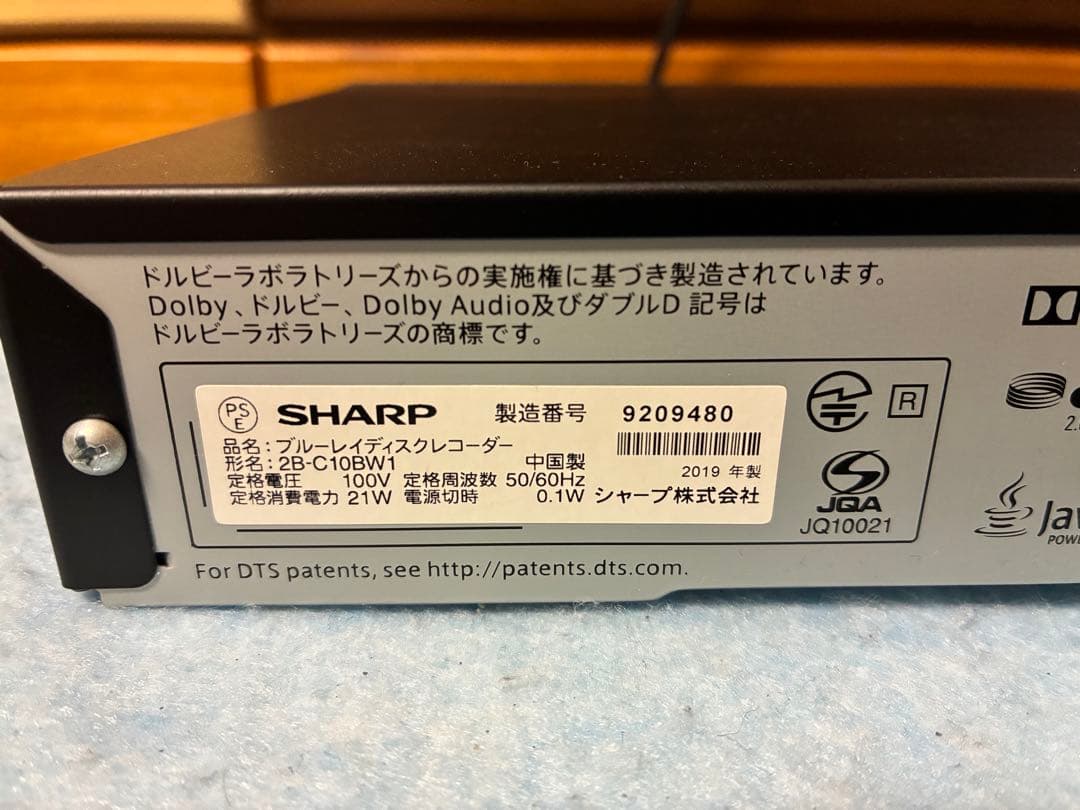 ドルビーラボラトリーズからの実施権に基づき製造されています。
Dolby、ドルビー、Dolby Audio及びダブルD 記号は
ドルビーラボラトリーズの商標です。
PS E SHARP 製造番号 9209480
品名：ブルーレイディスクレコーダー
形名：2B-C10BW1 中国製 2019 年製
定格電圧 100V 定格周波数 50/60Hz
定格消費電力 21W 電源切時 0.1W シャープ株式会社
R
JQA
JQ10021
For DTS patents, see http://patents.dts.com.